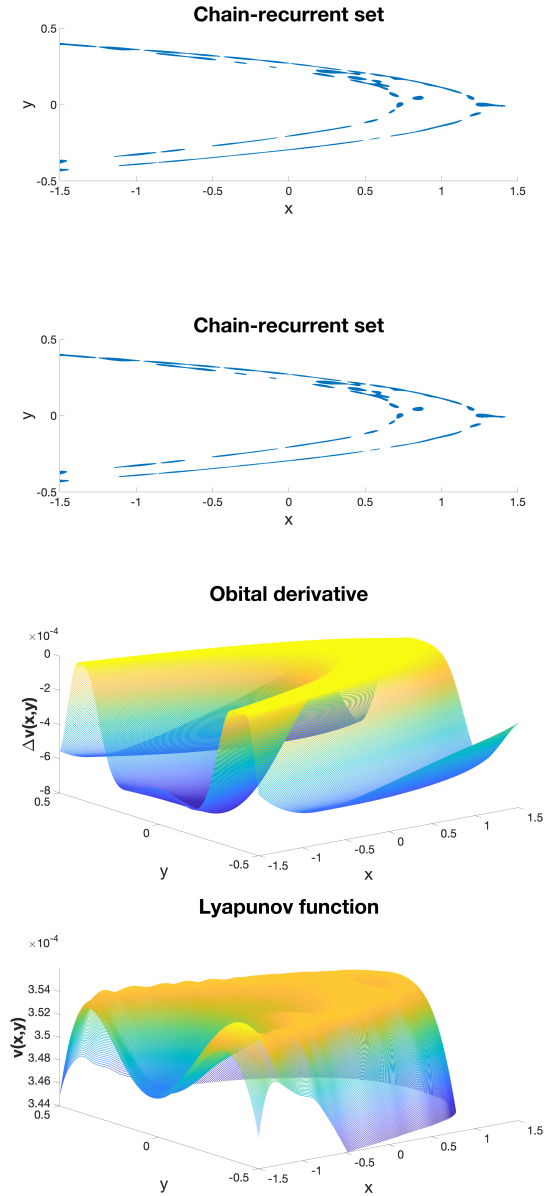 Chain-recurrent set
0.5
0
-0.5
y
-1.5 -1 -0.5 0 0.5 1 1.5
x
Chain-recurrent set
0.5
0
-0.5
y
-1.5 -1 -0.5 0 0.5 1 1.5
x
Obital derivative
×10⁻⁴
0
-2
-4
-6
-8
Δv(x,y)
0.5 0 -0.5
y
-1.5 -1 -0.5 0 0.5 1 1.5
x
Lyapunov function
×10⁻⁴
3.54
3.52
3.5
3.48
3.46
3.44
v(x,y)
0.5 0 -0.5
y
-1.5 -1 -0.5 0 0.5 1 1.5
x